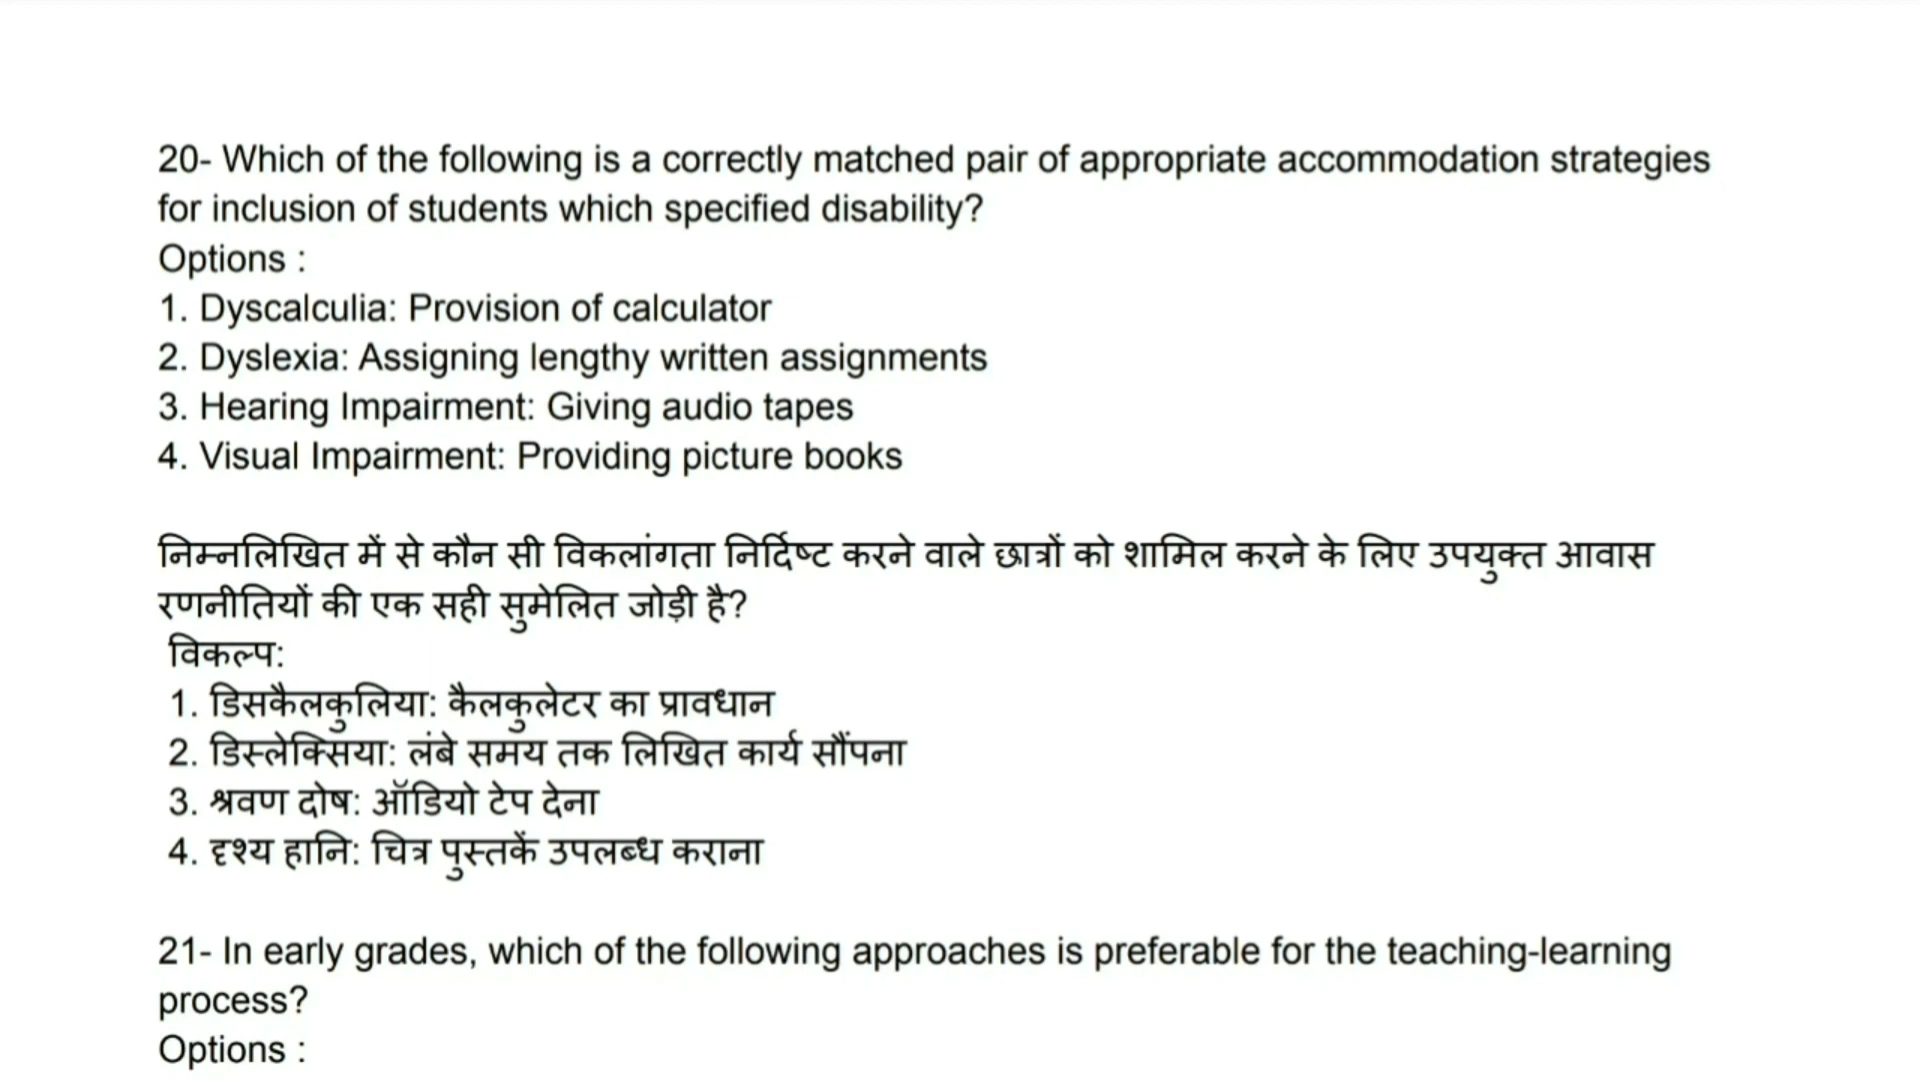 20- Which of the following is a correctly matched pair of appropriate accommodation strategies
for inclusion of students which specified disability?
Options :
1. Dyscalculia: Provision of calculator
2. Dyslexia: Assigning lengthy written assignments
3. Hearing Impairment: Giving audio tapes
4. Visual Impairment: Providing picture books
निम्नलिखित में से कौन सी विकलांगता निर्दिष्ट करने वाले छात्रों को शामिल करने के लिए उपयुक्त आवास
रणनीतियों की एक सही सुमेलित जोड़ी है?
विकल्प:
1. डिसकैलकुलिया: कैलकुलेटर का प्रावधान
2. डिस्लेक्सिया: लंबे समय तक लिखित कार्य सौंपना
3. श्रवण दोष: ऑडियो टेप देना
4. दृश्य हानि: चित्र पुस्तकें उपलब्ध कराना
21- In early grades, which of the following approaches is preferable for the teaching-learning
process?
Options :